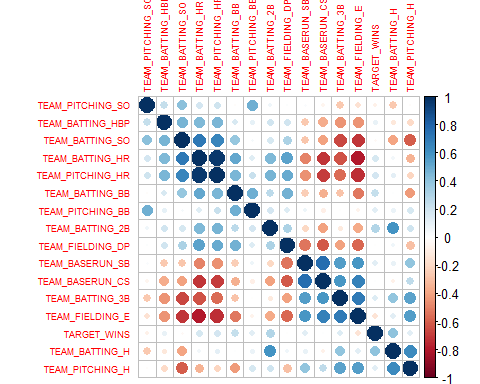 TEAM_PITCHING_SO
TEAM_BATTING_HBP
TEAM_BATTING_SO
TEAM_BATTING_HR
TEAM_PITCHING_HR
TEAM_BATTING_BB
TEAM_PITCHING_BB
TEAM_BATTING_2B
TEAM_FIELDING_DP
TEAM_BASERUN_SB
TEAM_BASERUN_CS
TEAM_BATTING_3B
TEAM_FIELDING_E
TARGET_WINS
TEAM_BATTING_H
TEAM_PITCHING_H
TEAM_PITCHING_SO
TEAM_BATTING_HBP
TEAM_BATTING_SO
TEAM_BATTING_HR
TEAM_PITCHING_HR
TEAM_BATTING_BB
TEAM_PITCHING_BB
TEAM_BATTING_2B
TEAM_FIELDING_DP
TEAM_BASERUN_SB
TEAM_BASERUN_CS
TEAM_BATTING_3B
TEAM_FIELDING_E
TARGET_WINS
TEAM_BATTING_H
TEAM_PITCHING_H
1
0.8
0.6
0.4
0.2
0
-0.2
-0.4
-0.6
-0.8
-1